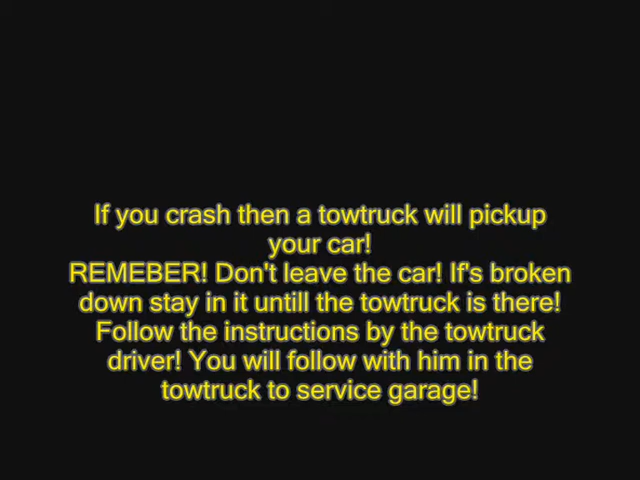 If you crash then a towtruck will pickup
your car!
REMEBER! Don't leave the car! If's broken
down stay in it untill the towtruck is there!
Follow the instructions by the towtruck
driver! You will follow with him in the
towtruck to service garage!